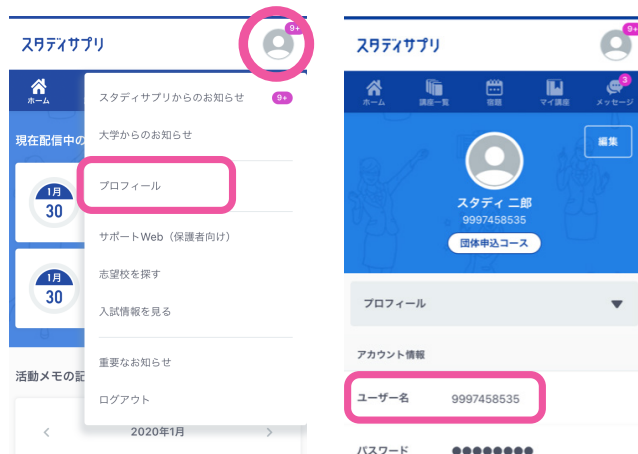 9+
スタディサプリ
ホーム
スタディサプリからのお知らせ 9+
大学からのお知らせ
現在配信中の
プロフィール
1月
30
サポートWeb（保護者向け）
志望校を探す
1月
30
入試情報を見る
重要なお知らせ
活動メモの記
ログアウト
< 2020年1月 >
9+
スタディサプリ
ホーム 講座一覧 宿題 マイ講座 メッセージ
3
編集
スタディ 二郎
9997458535
団体申込コース
プロフィール ▼
アカウント情報
ユーザー名 9997458535
パスワード ●●●●●●●●